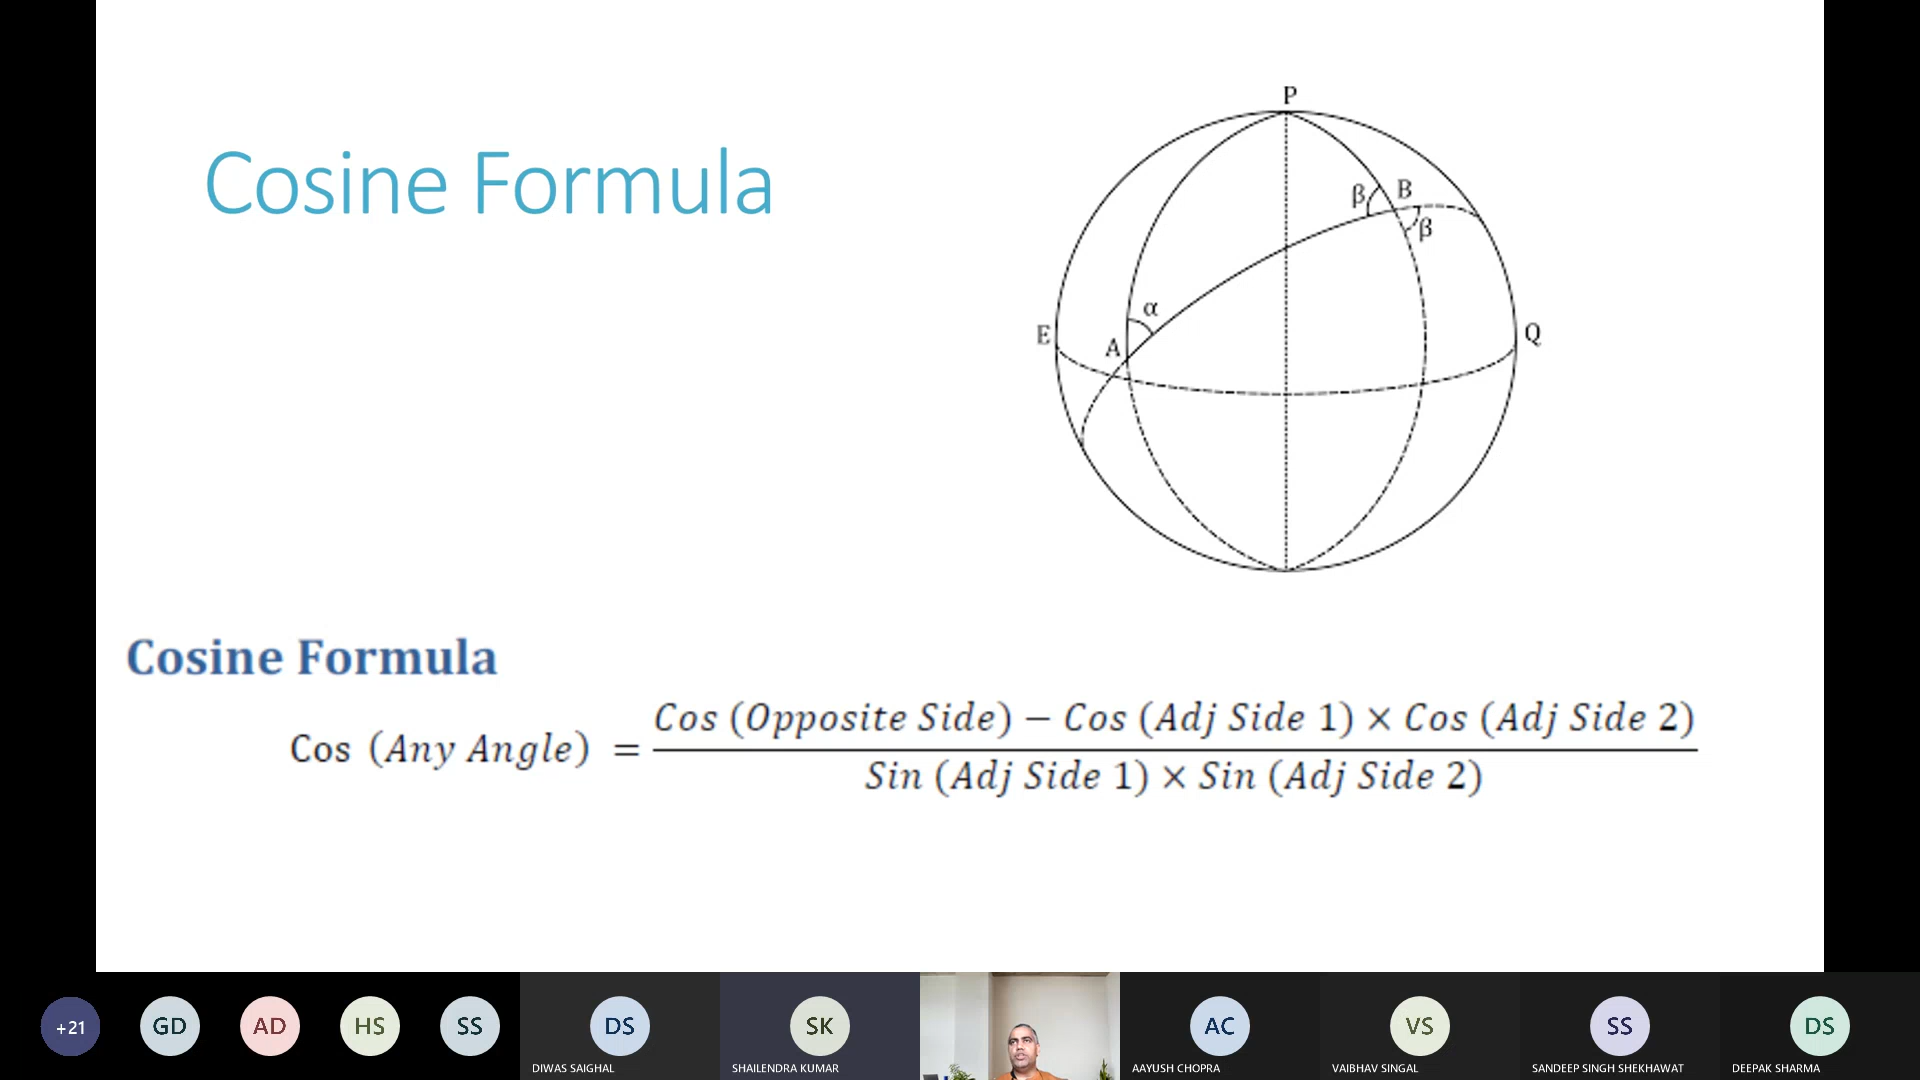 Cosine Formula
P
β B
β
α
E
Q
A
Cosine Formula
Cos (Any Angle) = Cos (Opposite Side) − Cos (Adj Side 1) × Cos (Adj Side 2)
Sin (Adj Side 1) × Sin (Adj Side 2)
+21
GD
AD
HS
SS
DS
SK
AC
VS
SS
DS
DIWAS SAIGHAL
SHAILENDRA KUMAR
AAYUSH CHOPRA
VAIBHAV SINGAL
SANDEEP SINGH SHEKHAWAT
DEEPAK SHARMA